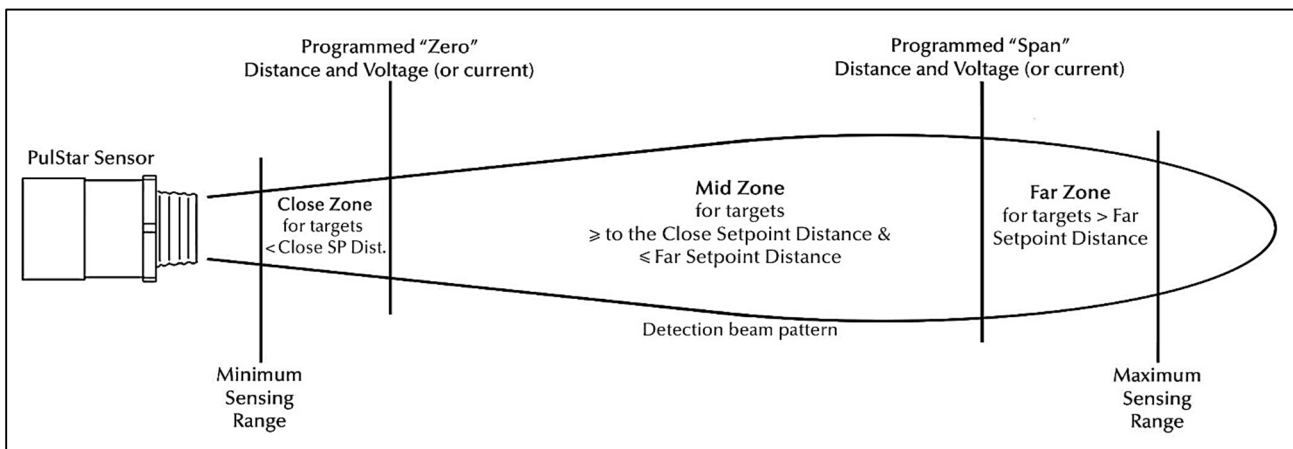 Programmed “Zero”
Distance and Voltage (or current)
Programmed “Span”
Distance and Voltage (or current)
PulStar Sensor
Close Zone
for targets
< Close SP Dist.
Mid Zone
for targets
⩾ to the Close Setpoint Distance &
⩽ Far Setpoint Distance
Far Zone
for targets > Far
Setpoint Distance
Detection beam pattern
Minimum
Sensing
Range
Maximum
Sensing
Range